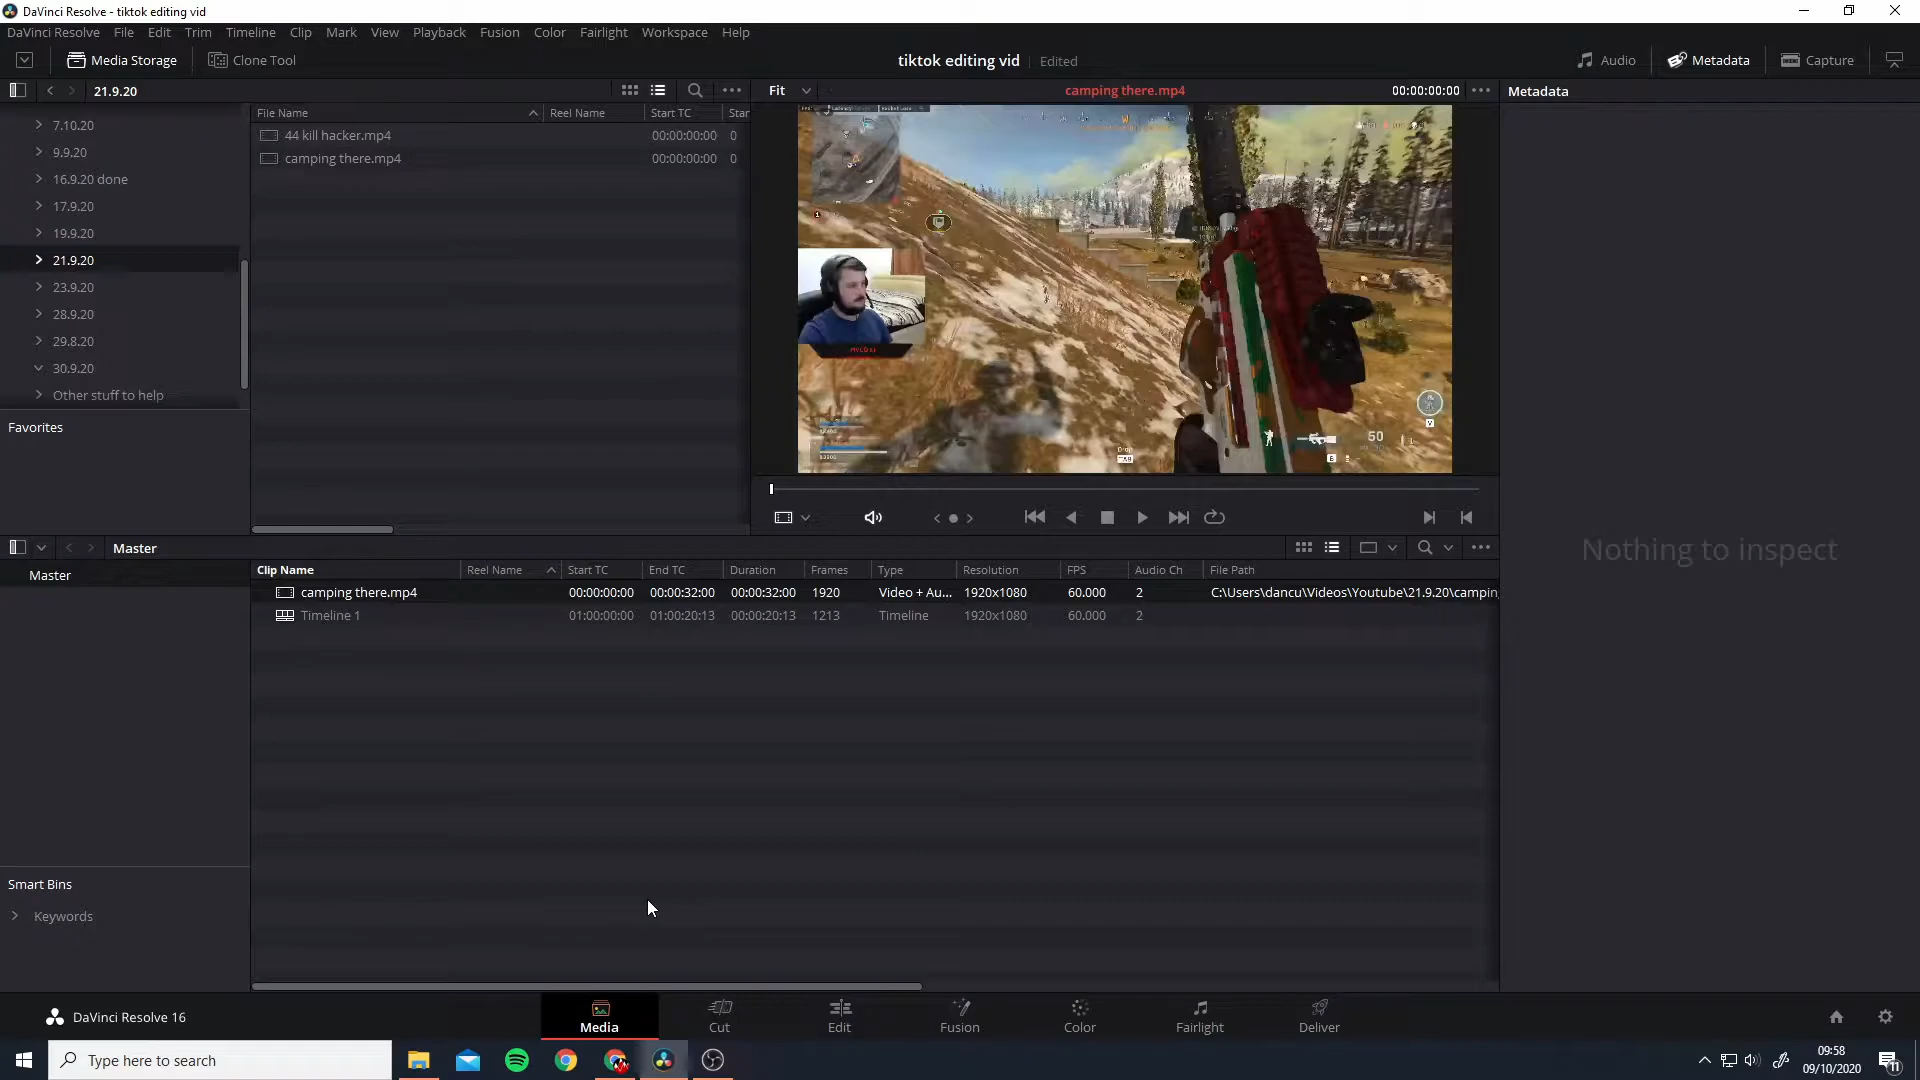 DaVinci Resolve - tiktok editing vid
DaVinci Resolve File Edit Trim Timeline Clip Mark View Playback Fusion Color Fairlight Workspace Help
Media Storage Clone Tool tiktok editing vid Edited Audio Metadata Capture
21.9.20 Fit camping there.mp4 00:00:00:00 Metadata
File Name Reel Name Start TC Star
44 kill hacker.mp4 00:00:00:00 0
camping there.mp4 00:00:00:00 0
7.10.20
9.9.20
16.9.20 done
17.9.20
19.9.20
21.9.20
23.9.20
28.9.20
29.8.20
30.9.20
Other stuff to help
Favorites
50
Master
Master
Clip Name Reel Name Start TC End TC Duration Frames Type Resolution FPS Audio Ch File Path
camping there.mp4 00:00:00:00 00:00:32:00 00:00:32:00 1920 Video + Au... 1920x1080 60.000 2 C:\Users\dancu\Videos\Youtube\21.9.20\camping
Timeline 1 01:00:00:00 01:00:20:13 00:00:20:13 1213 Timeline 1920x1080 60.000 2
Nothing to inspect
Smart Bins
Keywords
DaVinci Resolve 16
Media Cut Edit Fusion Color Fairlight Deliver
Type here to search
09:58
09/10/2020
11